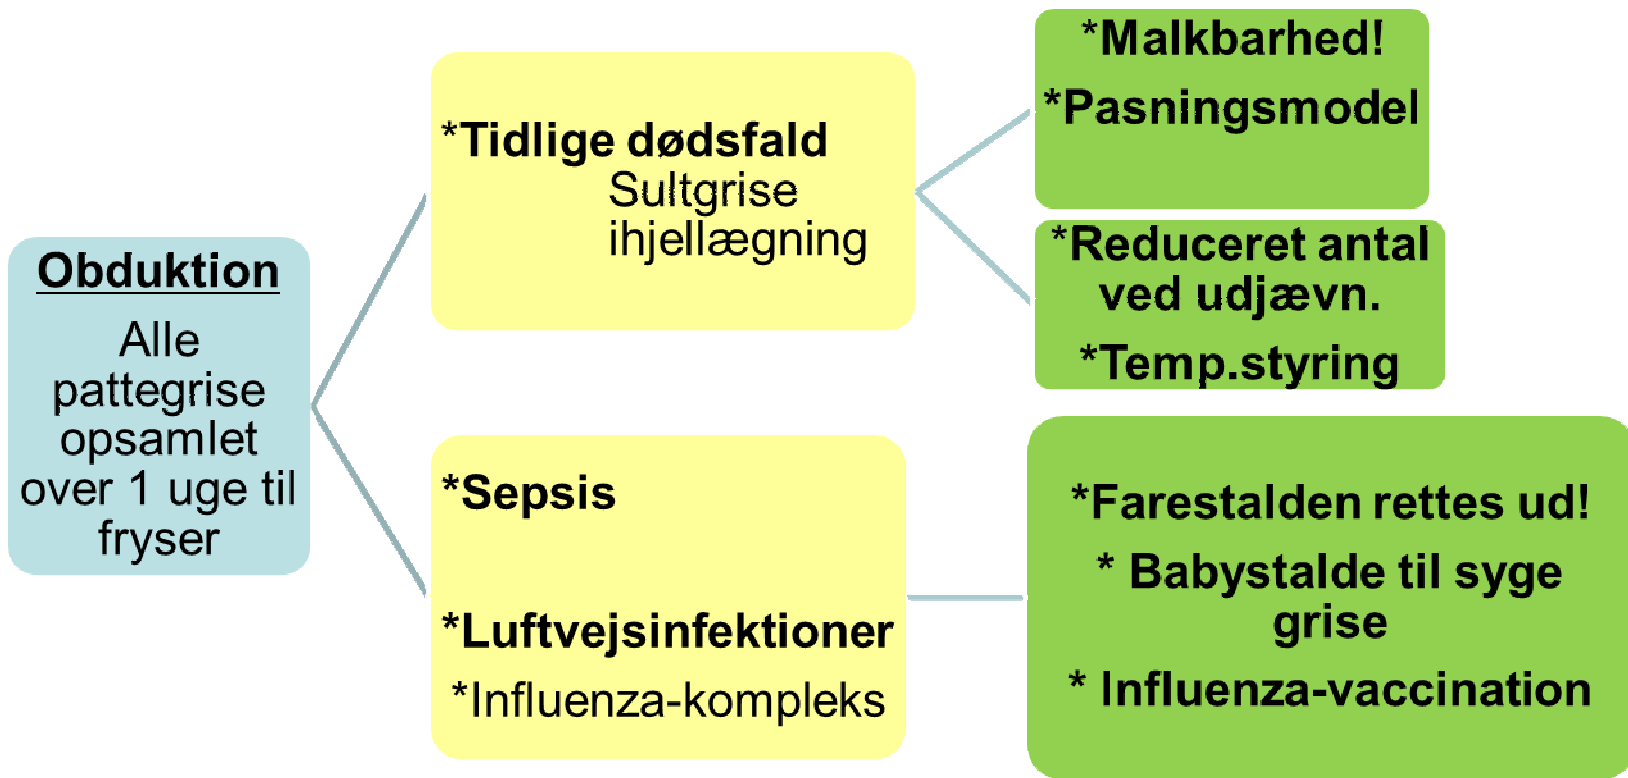 Obduktion
Alle
pattegrise
opsamlet
over 1 uge til
fryser
*Tidlige dødsfald
Sultgrise
ihjellægning
*Sepsis
*Luftvejsinfektioner
*Influenza-kompleks
*Malkbarhed!
*Pasningsmodel
*Reduceret antal
ved udjævn.
*Temp.styring
*Farestalden rettes ud!
* Babystalde til syge
grise
* Influenza-vaccination